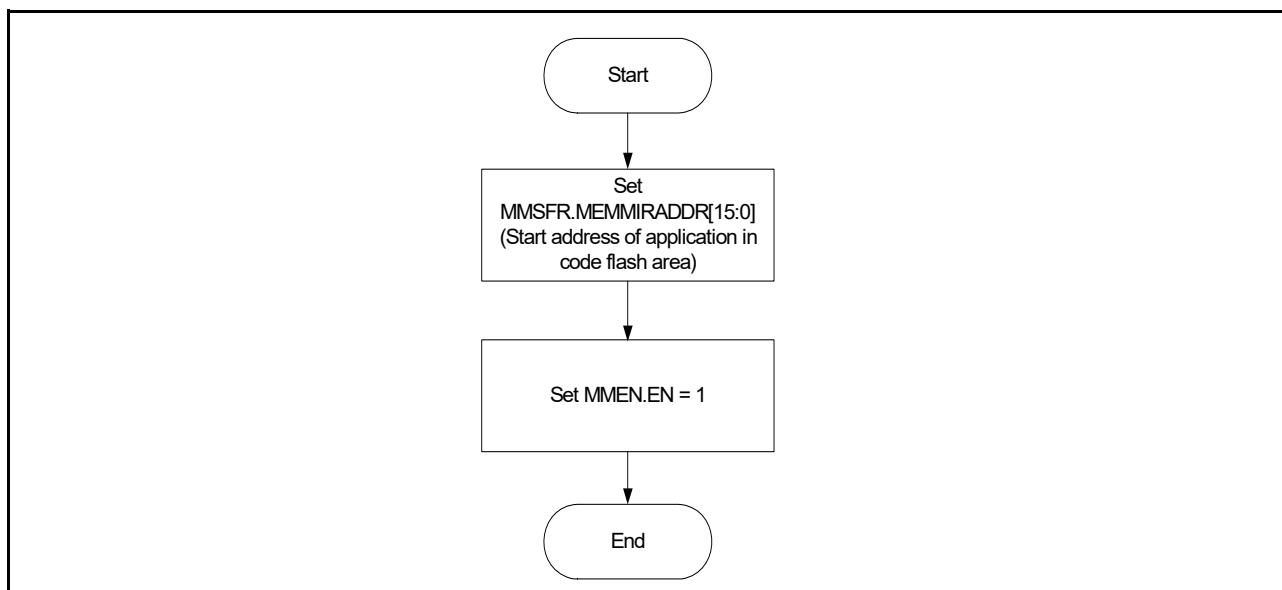 Start
Set
MMSFR.MEMMIRADDR[15:0]
(Start address of application in
code flash area)
Set MMEN.EN = 1
End